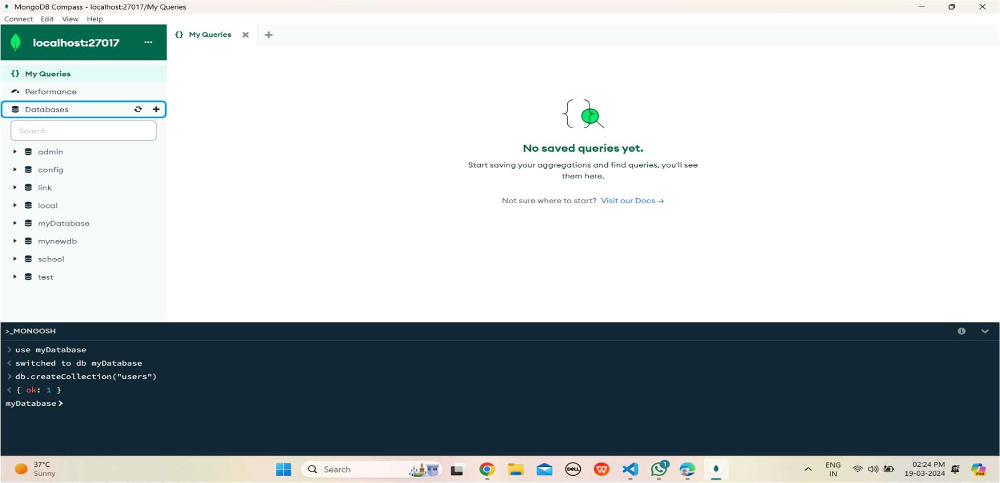 MongoDB Compass - localhost:27017/My Queries
Connect Edit View Help
localhost:27017 ...
{} My Queries
{} My Queries
Performance
Databases
Search
admin
config
link
local
myDatabase
mynewdb
school
test
No saved queries yet.
Start saving your aggregations and find queries, you'll see
them here.
Not sure where to start? Visit our Docs →
>_MONGOSH
> use myDatabase
< switched to db myDatabase
> db.createCollection("users")
< { ok: 1 }
myDatabase>
37°C
Sunny
Search
DELL
W
1
ENG
IN
02:24 PM
19-03-2024
PRE